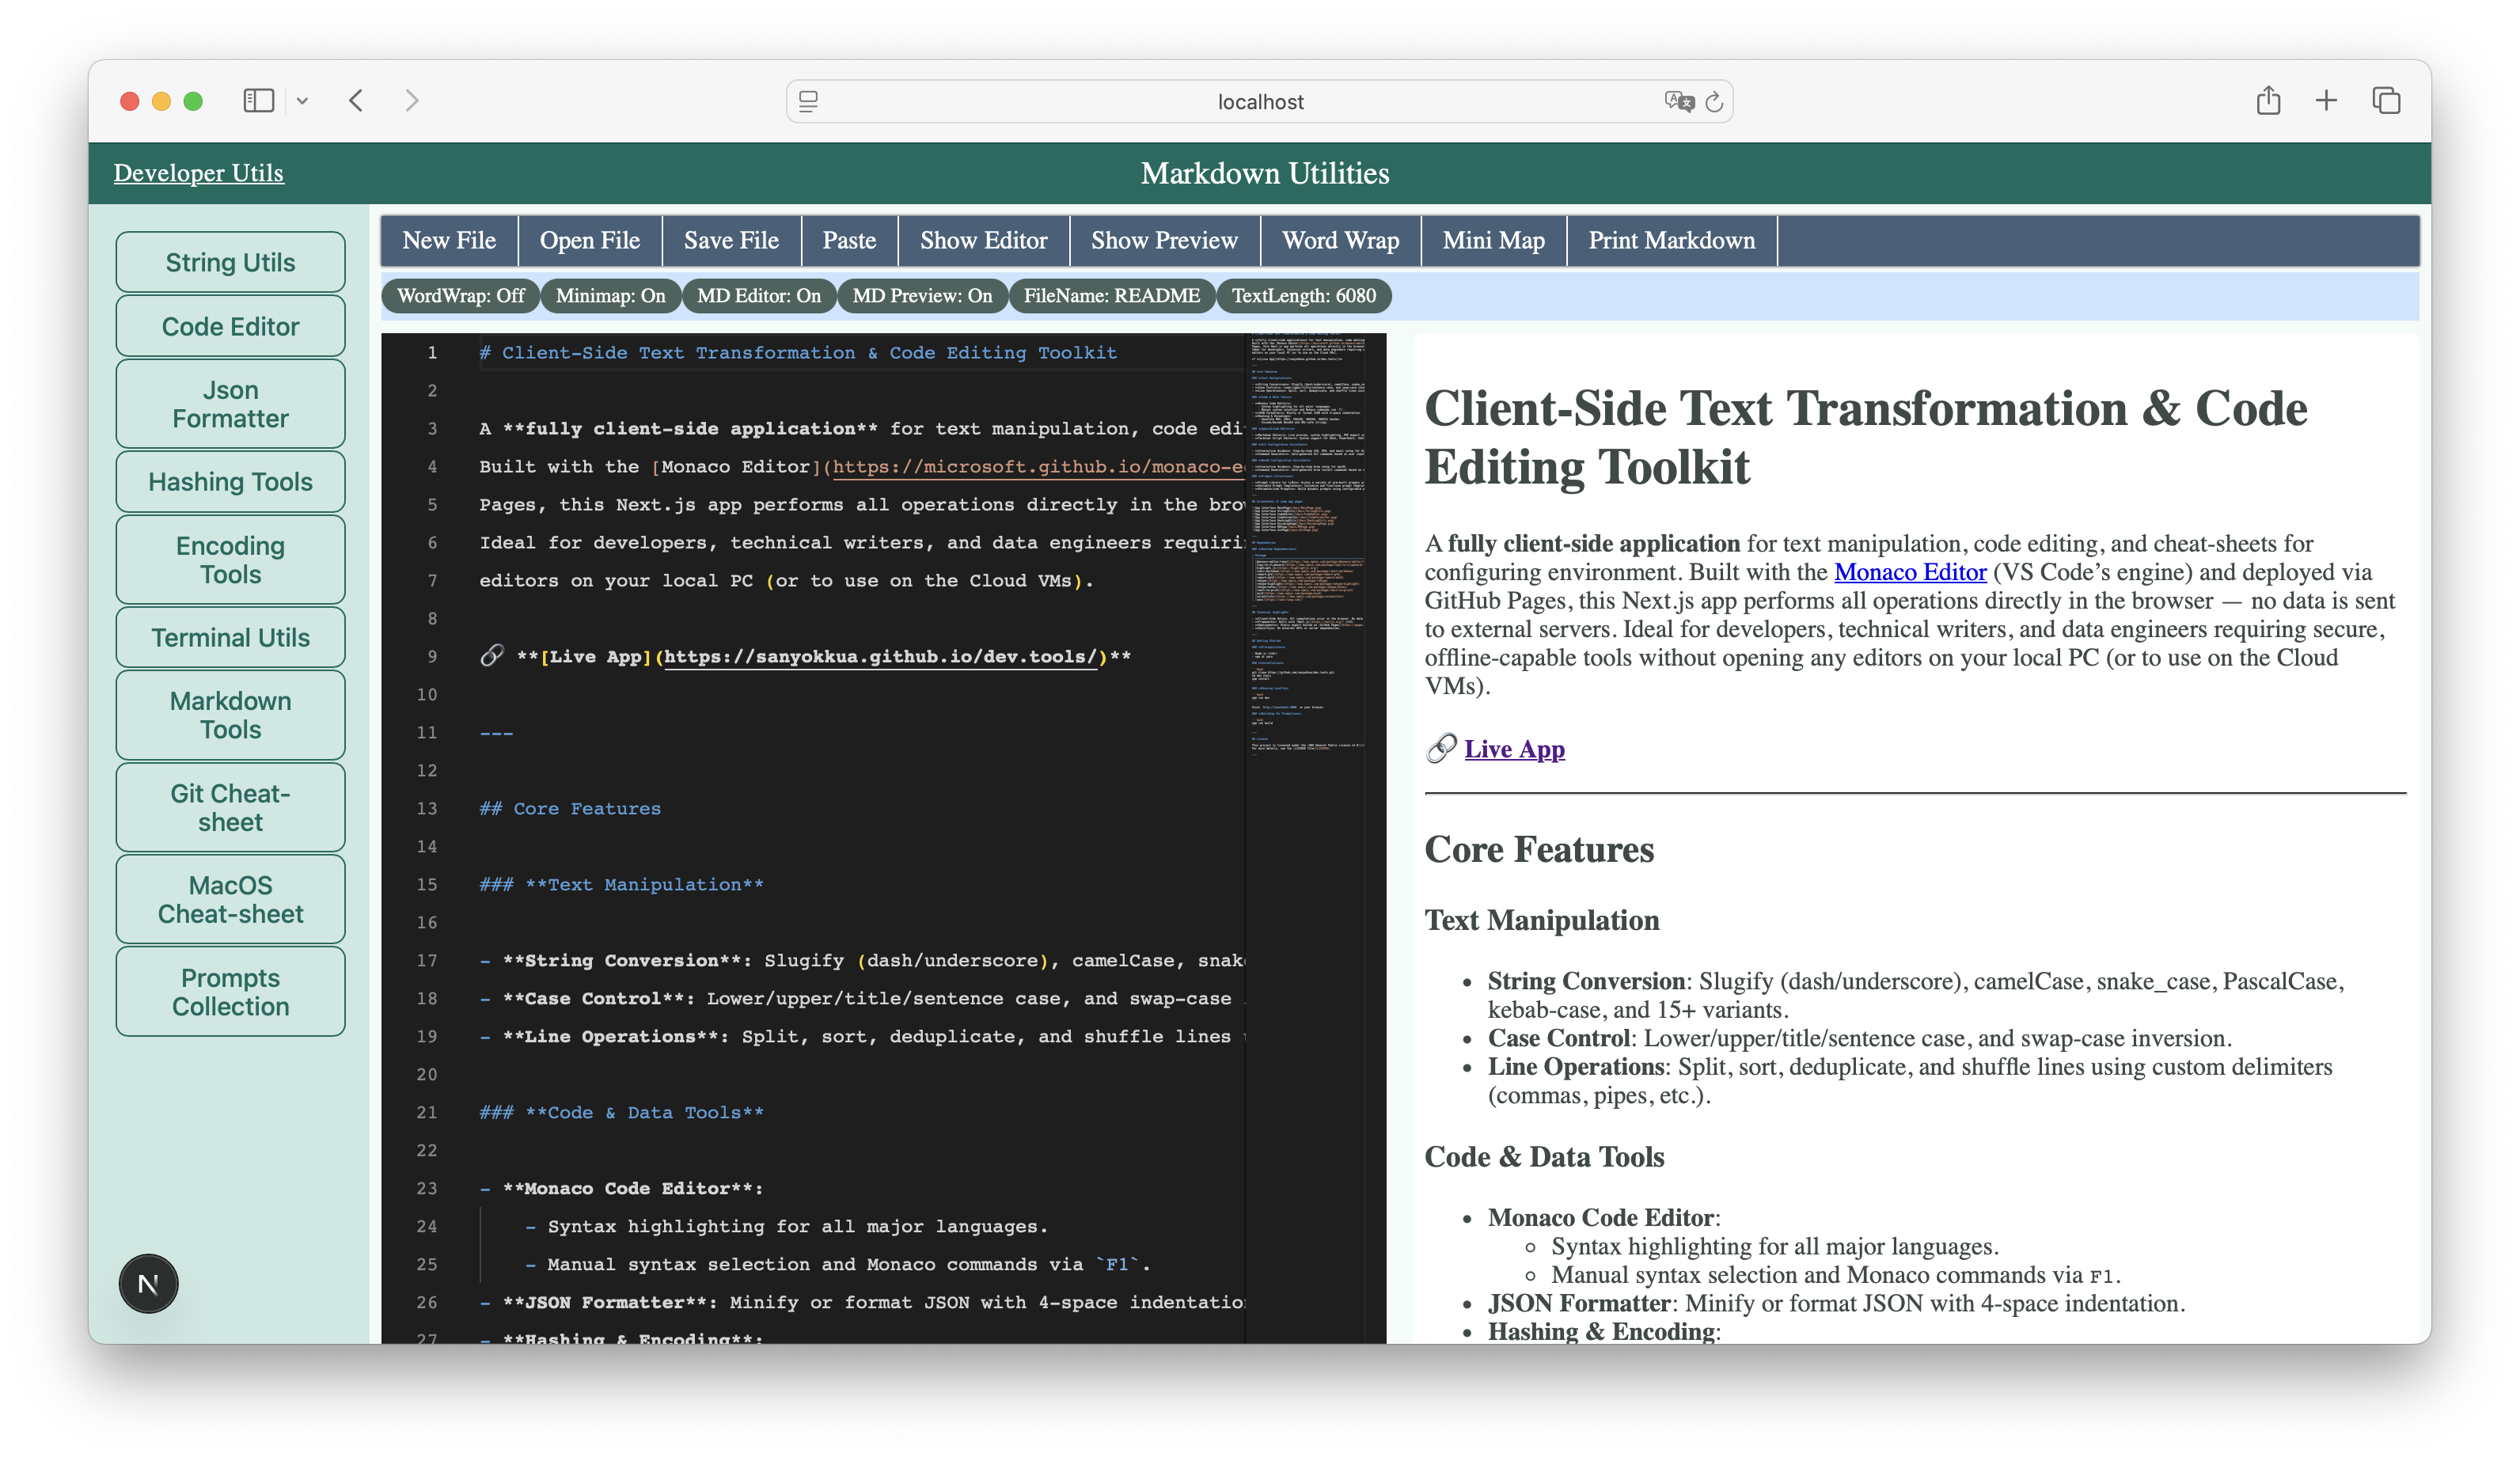 localhost
Developer Utils
Markdown Utilities
String Utils
Code Editor
Json
Formatter
Hashing Tools
Encoding
Tools
Terminal Utils
Markdown
Tools
Git Cheat-
sheet
MacOS
Cheat-sheet
Prompts
Collection
N
New File Open File Save File Paste Show Editor Show Preview Word Wrap Mini Map Print Markdown
WordWrap: Off Minimap: On MD Editor: On MD Preview: On FileName: README TextLength: 6080
1 # Client-Side Text Transformation & Code Editing Toolkit
2
3 A **fully client-side application** for text manipulation, code edi
4 Built with the [Monaco Editor](https://microsoft.github.io/monaco-e
5 Pages, this Next.js app performs all operations directly in the bro
6 Ideal for developers, technical writers, and data engineers requiri
7 editors on your local PC (or to use on the Cloud VMs).
8
9 🔗 **[Live App](https://sanyokkua.github.io/dev.tools/)**
10
11 ---
12
13 ## Core Features
14
15 ### **Text Manipulation**
16
17 - **String Conversion**: Slugify (dash/underscore), camelCase, snak
18 - **Case Control**: Lower/upper/title/sentence case, and swap-case
19 - **Line Operations**: Split, sort, deduplicate, and shuffle lines
20
21 ### **Code & Data Tools**
22
23 - **Monaco Code Editor**:
24 - Syntax highlighting for all major languages.
25 - Manual syntax selection and Monaco commands via `F1`.
26 - **JSON Formatter**: Minify or format JSON with 4-space indentatio
27 - **Hashing & Encoding**:
Client-Side Text Transformation & Code
Editing Toolkit
A fully client-side application for text manipulation, code editing, and cheat-sheets for
configuring environment. Built with the Monaco Editor (VS Code’s engine) and deployed via
GitHub Pages, this Next.js app performs all operations directly in the browser — no data is sent
to external servers. Ideal for developers, technical writers, and data engineers requiring secure,
offline-capable tools without opening any editors on your local PC (or to use on the Cloud
VMs).
🔗 Live App
Core Features
Text Manipulation
• String Conversion: Slugify (dash/underscore), camelCase, snake_case, PascalCase,
kebab-case, and 15+ variants.
• Case Control: Lower/upper/title/sentence case, and swap-case inversion.
• Line Operations: Split, sort, deduplicate, and shuffle lines using custom delimiters
(commas, pipes, etc.).
Code & Data Tools
• Monaco Code Editor:
◦ Syntax highlighting for all major languages.
◦ Manual syntax selection and Monaco commands via F1.
• JSON Formatter: Minify or format JSON with 4-space indentation.
• Hashing & Encoding: